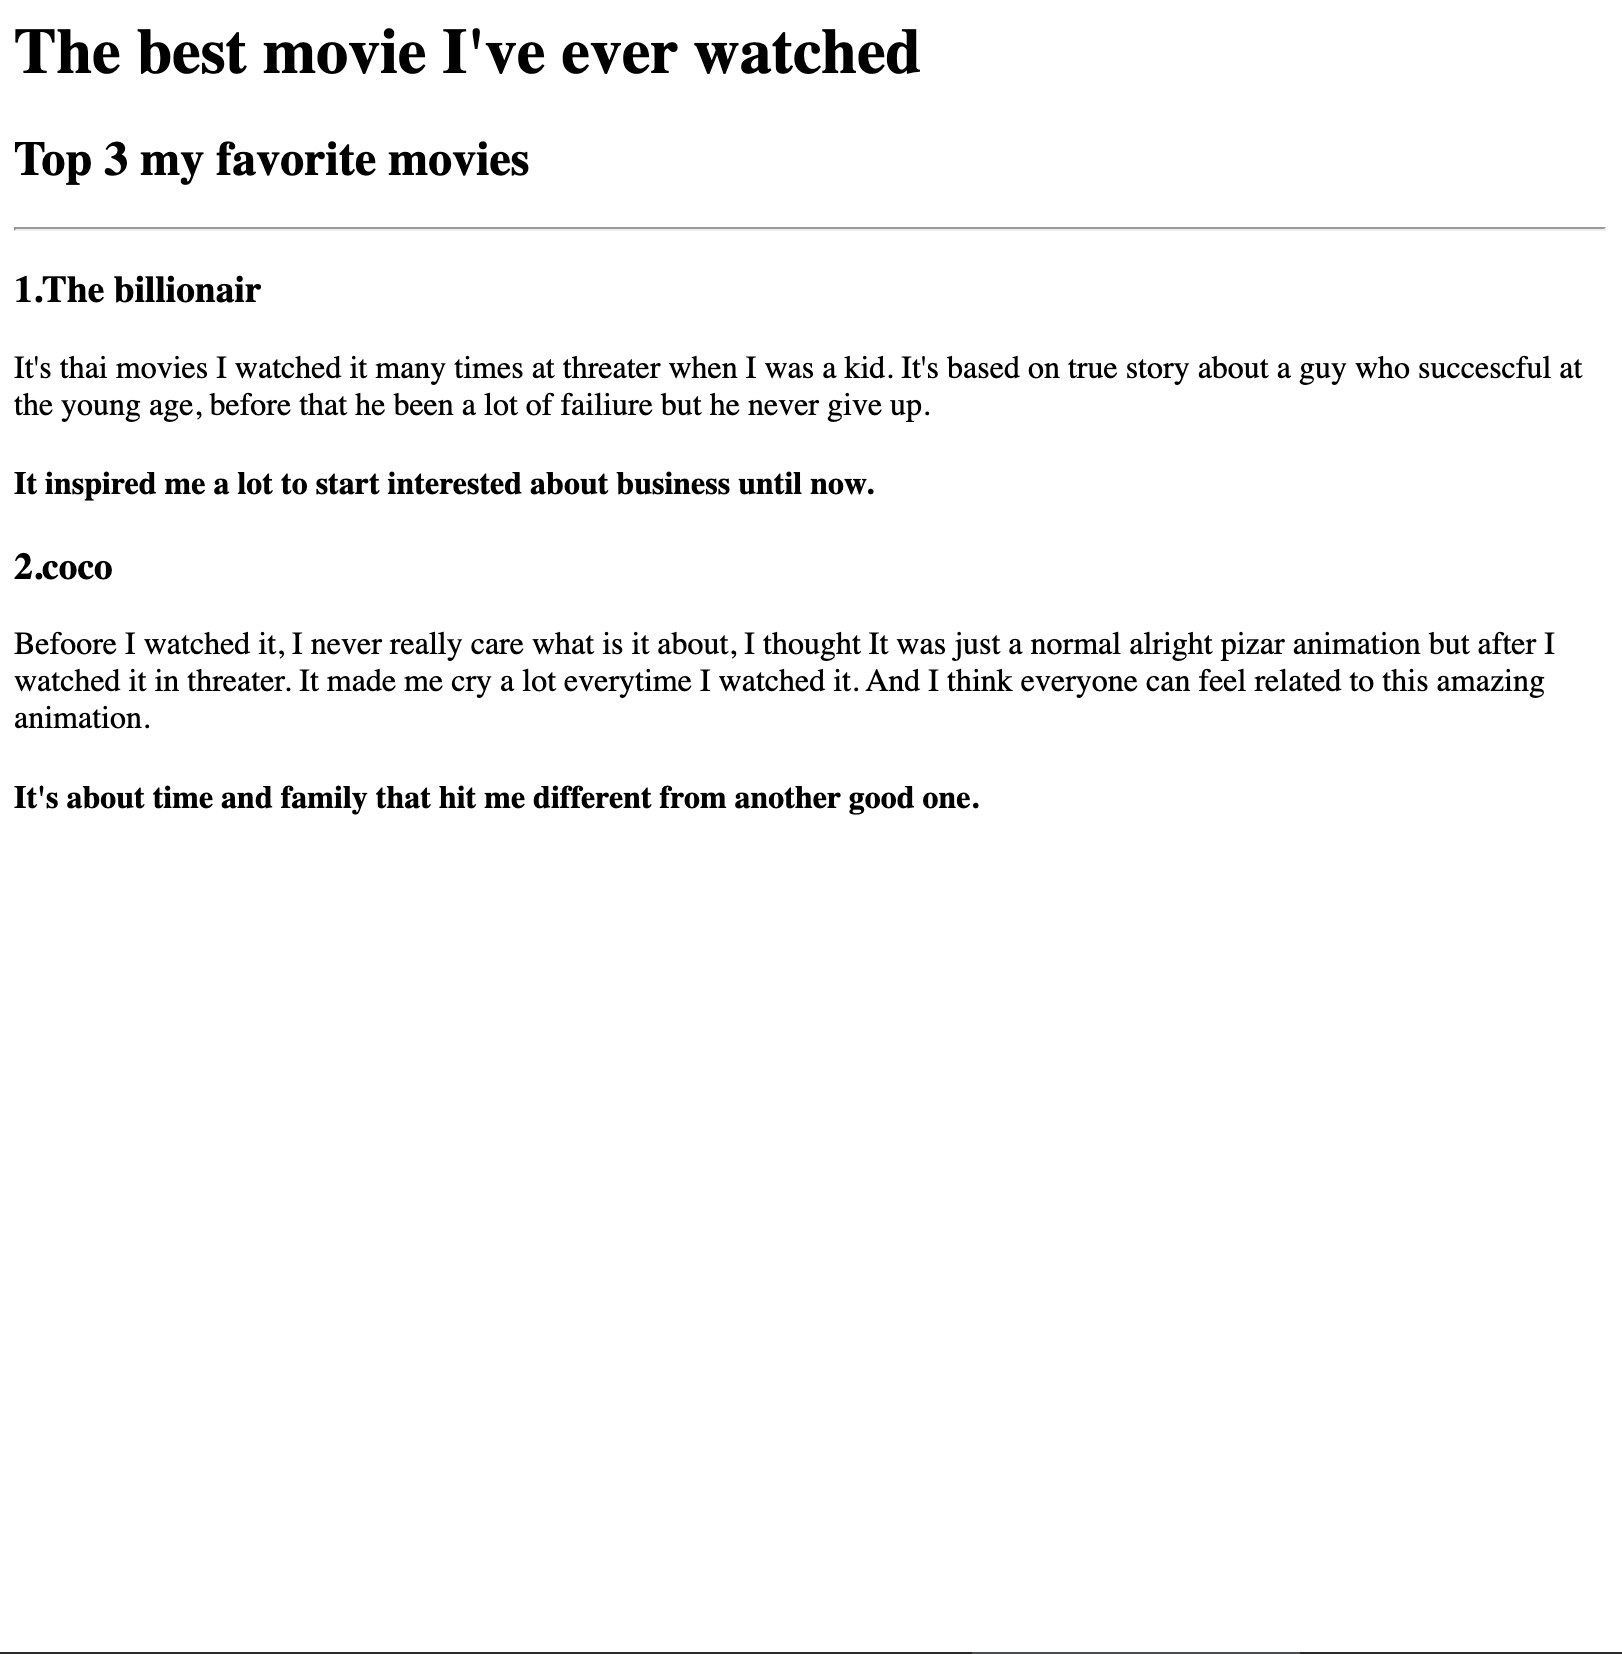 The best movie I've ever watched
Top 3 my favorite movies
1.The billionair
It's thai movies I watched it many times at threater when I was a kid. It's based on true story about a guy who succescful at
the young age, before that he been a lot of failiure but he never give up.
It inspired me a lot to start interested about business until now.
2.coco
Befoore I watched it, I never really care what is it about, I thought It was just a normal alright pizar animation but after I
watched it in threater. It made me cry a lot everytime I watched it. And I think everyone can feel related to this amazing
animation.
It's about time and family that hit me different from another good one.